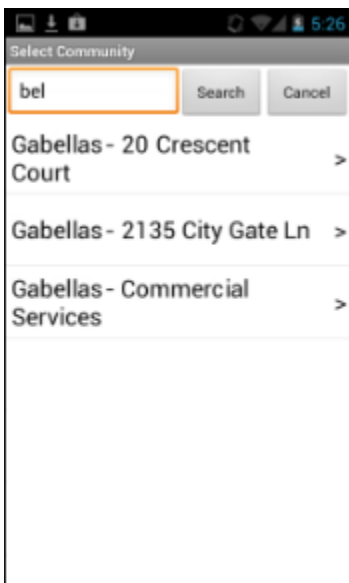 5:26
Select Community
bel
Search
Cancel
Gabellas - 20 Crescent
Court
>
Gabellas - 2135 City Gate Ln
>
Gabellas - Commercial
Services
>